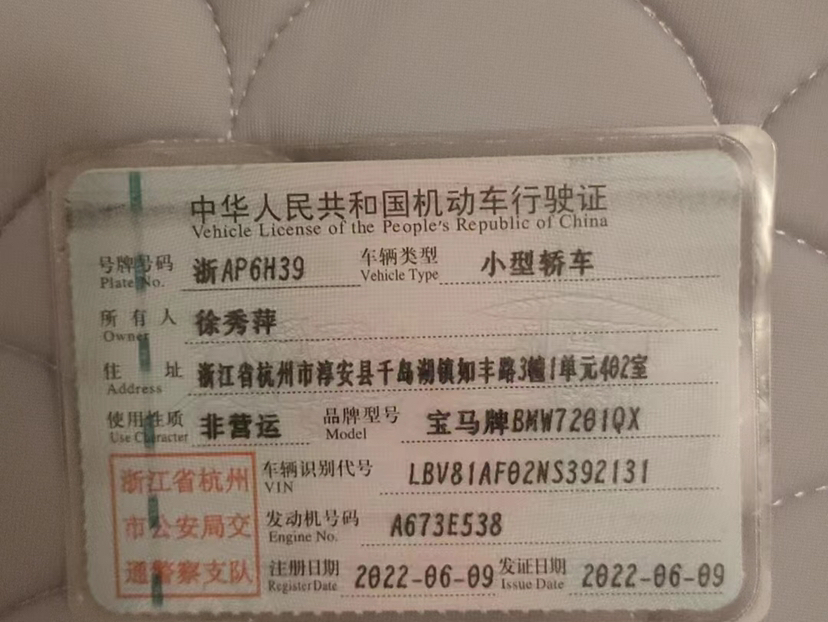 中华人民共和国机动车行驶证
Vehicle License of the People's Republic of China
号牌号码 浙AP6H39 车辆类型 小型轿车
Plate No. Vehicle Type
所有人 徐秀萍
Owner
住址 浙江省杭州市淳安县千岛湖镇如丰路3幢1单元402室
Address
使用性质 非营运 品牌型号 宝马牌BMW7201QX
Use Character Model
浙江省杭州 车辆识别代号 LBV81AF02NS392131
VIN
市公安局交 发动机号码 A673E538
Engine No.
通警察支队 注册日期 2022-06-09 发证日期 2022-06-09
Register Date Issue Date